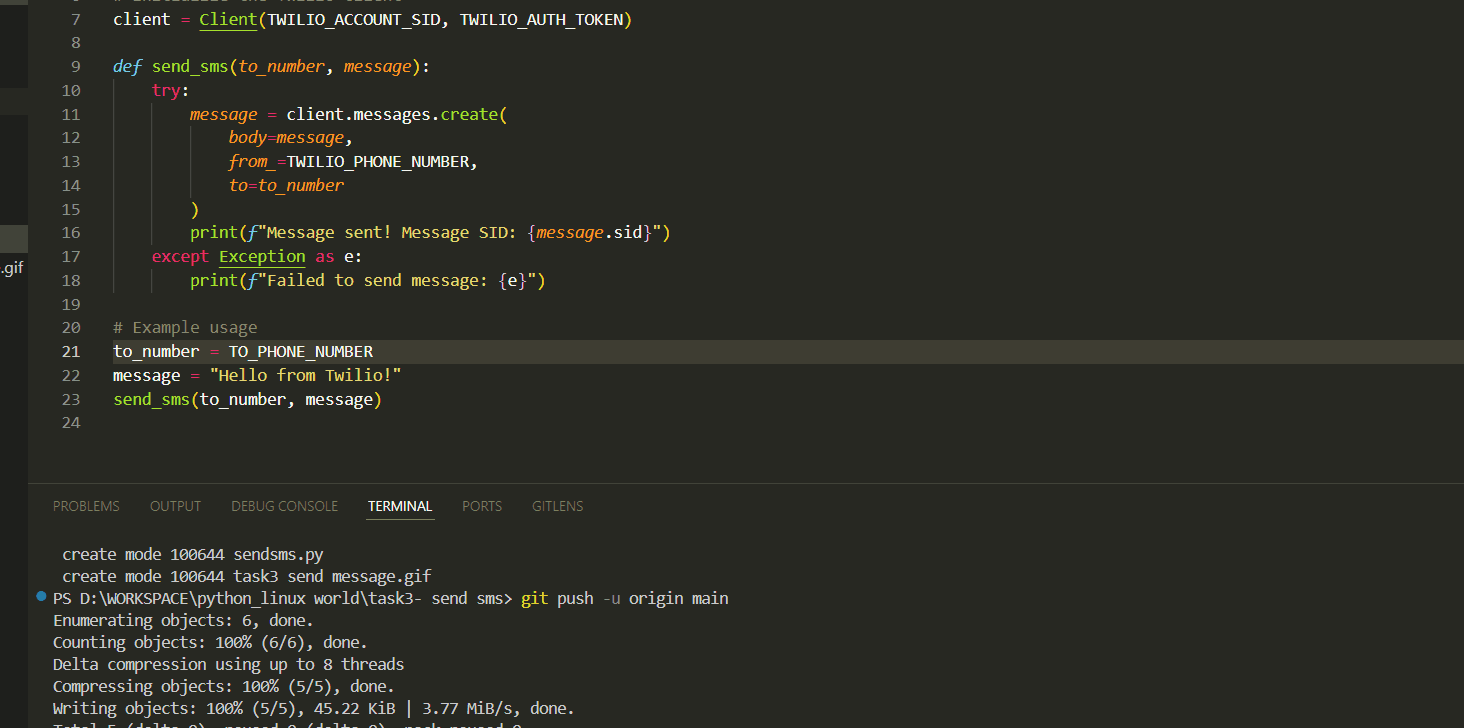 7 client = Client(TWILIO_ACCOUNT_SID, TWILIO_AUTH_TOKEN)
8
9 def send_sms(to_number, message):
10 try:
11 message = client.messages.create(
12 body=message,
13 from_=TWILIO_PHONE_NUMBER,
14 to=to_number
15 )
16 print(f"Message sent! Message SID: {message.sid}")
17 except Exception as e:
.gif
18 print(f"Failed to send message: {e}")
19
20 # Example usage
21 to_number = TO_PHONE_NUMBER
22 message = "Hello from Twilio!"
23 send_sms(to_number, message)
24
PROBLEMS OUTPUT DEBUG CONSOLE TERMINAL PORTS GITLENS
create mode 100644 sendsms.py
create mode 100644 task3 send message.gif
PS D:\WORKSPACE\python_linux world\task3- send sms> git push -u origin main
Enumerating objects: 6, done.
Counting objects: 100% (6/6), done.
Delta compression using up to 8 threads
Compressing objects: 100% (5/5), done.
Writing objects: 100% (5/5), 45.22 KiB | 3.77 MiB/s, done.